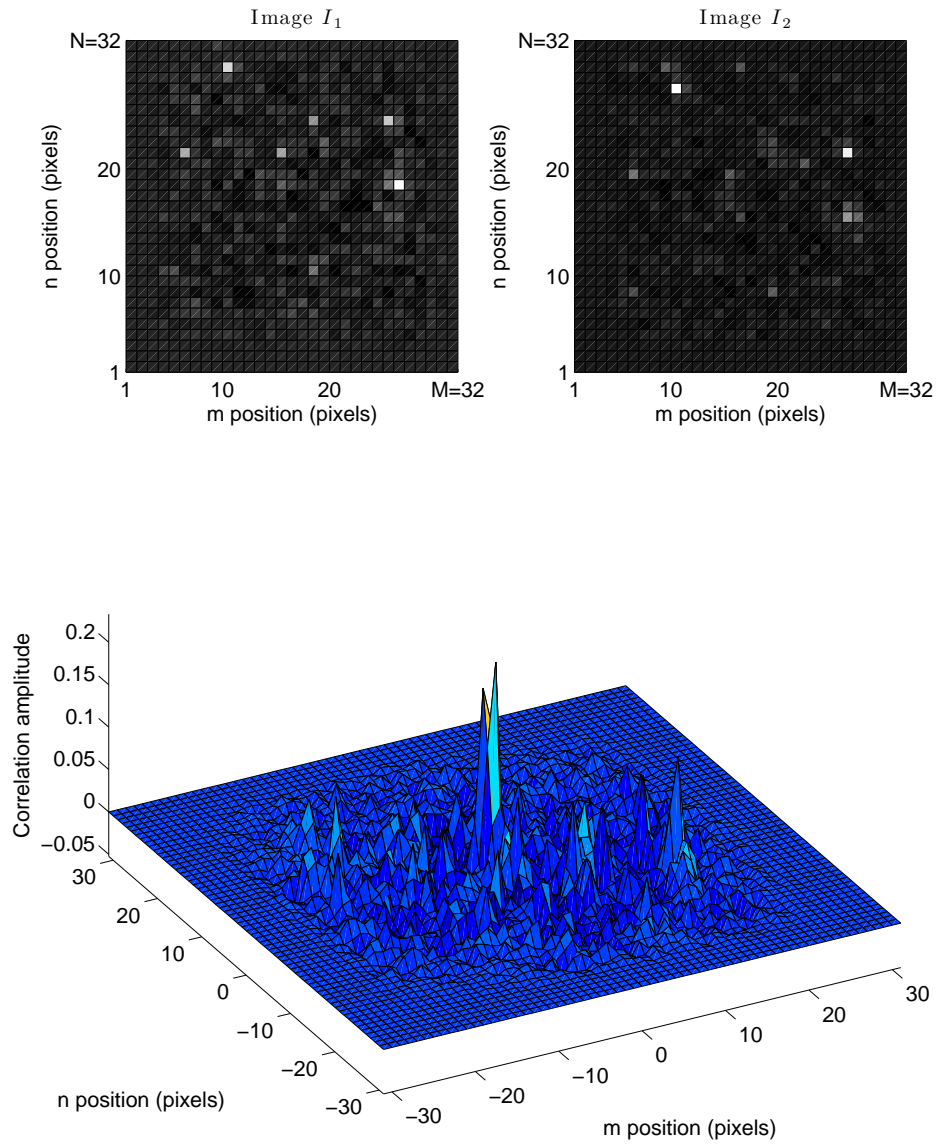 Image I₁
Image I₂
N=32
20
10
1
n position (pixels)
1
10
20
M=32
m position (pixels)
N=32
20
10
1
n position (pixels)
1
10
20
M=32
m position (pixels)
0.2
0.15
0.1
0.05
0
−0.05
Correlation amplitude
30
20
10
0
−10
−20
−30
n position (pixels)
−30
−20
−10
0
10
20
30
m position (pixels)